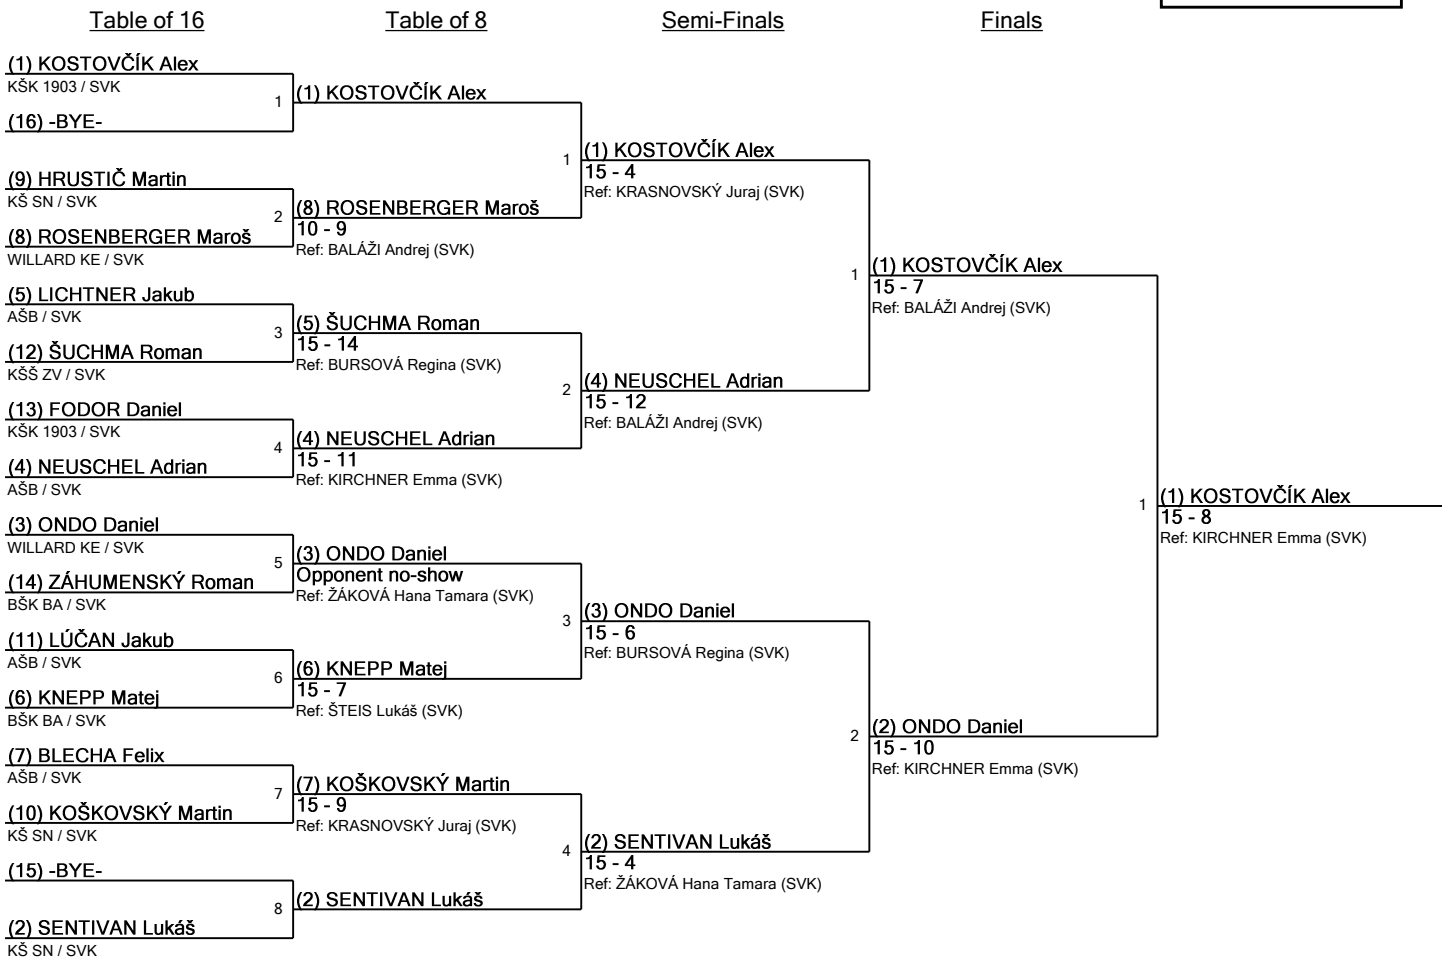 Table of 16
Table of 8
Semi-Finals
Finals
(1) KOSTOVČÍK Alex
KŠK 1903 / SVK
(16) -BYE-
(9) HRUSTIČ Martin
KŠ SN / SVK
(8) ROSENBERGER Maroš
WILLARD KE / SVK
(5) LICHTNER Jakub
AŠB / SVK
(12) ŠUCHMA Roman
KŠŠ ZV / SVK
(13) FODOR Daniel
KŠK 1903 / SVK
(4) NEUSCHEL Adrian
AŠB / SVK
(3) ONDO Daniel
WILLARD KE / SVK
(14) ZÁHUMENSKÝ Roman
BŠK BA / SVK
(11) LÚČAN Jakub
AŠB / SVK
(6) KNEPP Matej
BŠK BA / SVK
(7) BLECHA Felix
AŠB / SVK
(10) KOŠKOVSKÝ Martin
KŠ SN / SVK
(15) -BYE-
(2) SENTIVAN Lukáš
KŠ SN / SVK
1
(1) KOSTOVČÍK Alex
2
(8) ROSENBERGER Maroš
10 - 9
Ref: BALÁŽI Andrej (SVK)
3
(5) ŠUCHMA Roman
15 - 14
Ref: BURSOVÁ Regina (SVK)
4
(4) NEUSCHEL Adrian
15 - 11
Ref: KIRCHNER Emma (SVK)
5
(3) ONDO Daniel
Opponent no-show
Ref: ŽÁKOVÁ Hana Tamara (SVK)
6
(6) KNEPP Matej
15 - 7
Ref: ŠTEIS Lukáš (SVK)
7
(7) KOŠKOVSKÝ Martin
15 - 9
Ref: KRASNOVSKÝ Juraj (SVK)
8
(2) SENTIVAN Lukáš
1
(1) KOSTOVČÍK Alex
15 - 4
Ref: KRASNOVSKÝ Juraj (SVK)
2
(4) NEUSCHEL Adrian
15 - 12
Ref: BALÁŽI Andrej (SVK)
3
(3) ONDO Daniel
15 - 6
Ref: BURSOVÁ Regina (SVK)
4
(2) SENTIVAN Lukáš
15 - 4
Ref: ŽÁKOVÁ Hana Tamara (SVK)
1
(1) KOSTOVČÍK Alex
15 - 7
Ref: BALÁŽI Andrej (SVK)
2
(2) ONDO Daniel
15 - 10
Ref: KIRCHNER Emma (SVK)
1
(1) KOSTOVČÍK Alex
15 - 8
Ref: KIRCHNER Emma (SVK)